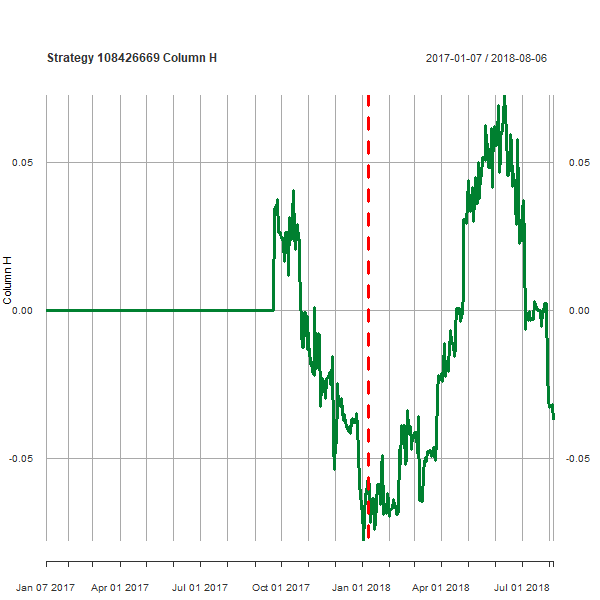 Strategy 108426669 Column H
2017-01-07 / 2018-08-06
0.05
0.05
0.00
0.00
Column H
-0.05
-0.05
Jan 07 2017
Apr 01 2017
Jul 01 2017
Oct 01 2017
Jan 01 2018
Apr 01 2018
Jul 01 2018